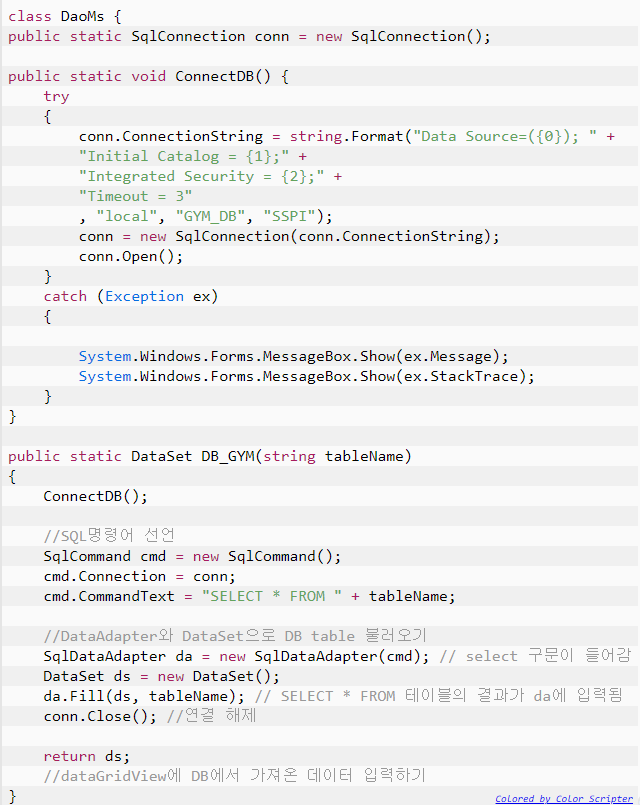 class DaoMs {
public static SqlConnection conn = new SqlConnection();
public static void ConnectDB() {
try
{
conn.ConnectionString = string.Format("Data Source=({0}); " +
"Initial Catalog = {1};" +
"Integrated Security = {2};" +
"Timeout = 3"
, "local", "GYM_DB", "SSPI");
conn = new SqlConnection(conn.ConnectionString);
conn.Open();
}
catch (Exception ex)
{
System.Windows.Forms.MessageBox.Show(ex.Message);
System.Windows.Forms.MessageBox.Show(ex.StackTrace);
}
}
public static DataSet DB_GYM(string tableName)
{
ConnectDB();
//SQL명령어 선언
SqlCommand cmd = new SqlCommand();
cmd.Connection = conn;
cmd.CommandText = "SELECT * FROM " + tableName;
//DataAdapter와 DataSet으로 DB table 불러오기
SqlDataAdapter da = new SqlDataAdapter(cmd); // select 구문이 들어감
DataSet ds = new DataSet();
da.Fill(ds, tableName); // SELECT * FROM 테이블의 결과가 da에 입력됨
conn.Close(); //연결 해제
return ds;
//dataGridView에 DB에서 가져온 데이터 입력하기
}
Colored by Color Scripter